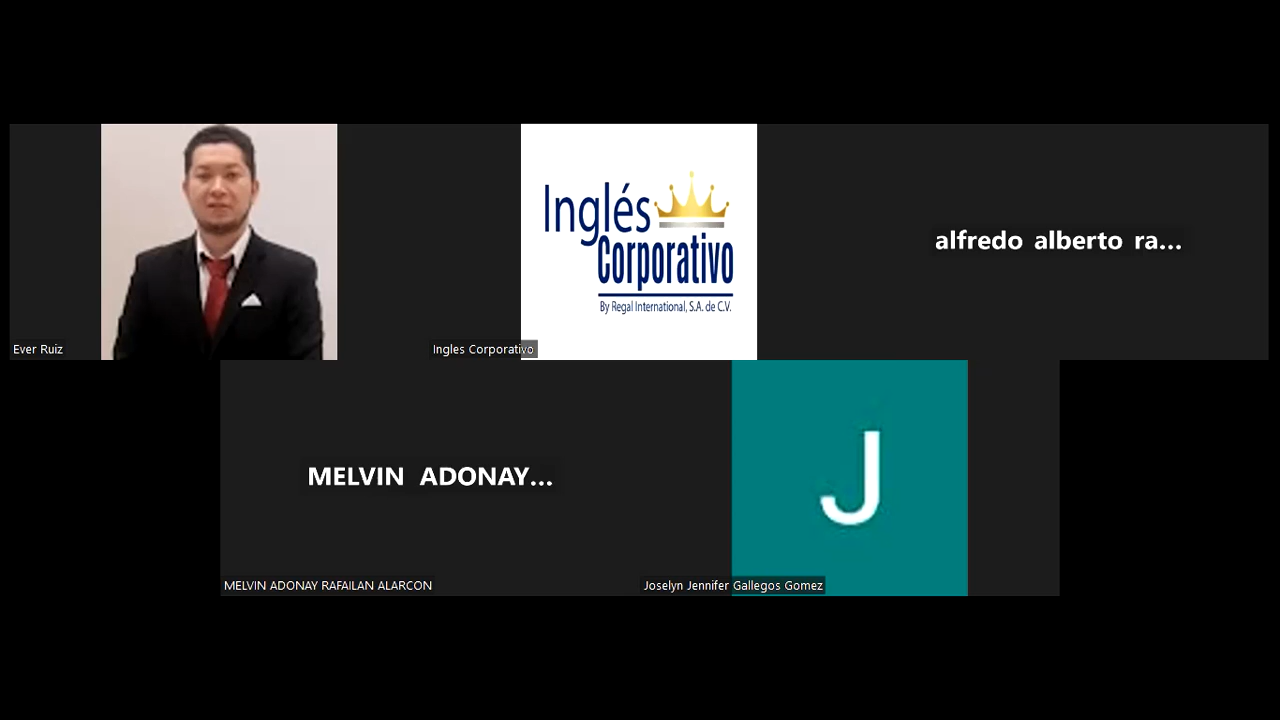 Ever Ruiz
Inglés
Corporativo
By Regal International, S.A. de C.V.
Ingles Corporativo
alfredo alberto ra...
MELVIN ADONAY...
MELVIN ADONAY RAFAILAN ALARCON
J
Joselyn Jennifer Gallegos Gomez